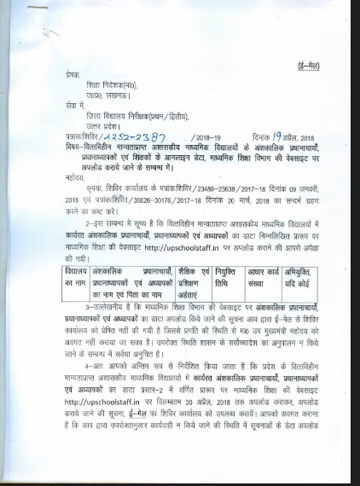 (ई–मेल)
प्रेषक,
शिक्षा निदेशक(मा0),
उ0प्र0, लखनऊ।
सेवा में,
जिला विद्यालय निरीक्षक(प्रथम/द्वितीय),
उत्तर प्रदेश।
पत्रांक:शिविर/2252-2387 /2018-19 दिनांक 19 अप्रैल, 2018
विषय–वित्तविहीन मान्यताप्राप्त अशासकीय माध्यमिक विद्यालयों के अंशकालिक प्रधानाचार्यों,
प्रधानाध्यापकों एवं शिक्षकों के आनलाइन डेटा, माध्यमिक शिक्षा विभाग की वेबसाइट पर
अपलोड कराये जाने के सम्बन्ध में।
महोदय,
कृपया, शिविर कार्यालय के पत्रांक:शिविर/23488-23638/2017-18 दिनांक 09 जनवरी,
2018 एवं पत्रांक:शिविर/30026-30176/2017-18 दिनांक 20 मार्च, 2018 का सन्दर्भ ग्रहण
करने का कष्ट करें।
2–इस सम्बन्ध में सूच्य है कि वित्तविहीन मान्यताप्राप्त अशासकीय माध्यमिक विद्यालयों में
कार्यरत अंशकालिक प्रधानाचार्यों, प्रधानाध्यापकों एवं अध्यापकों का डाटा निम्नलिखित प्रारूप पर
माध्यमिक शिक्षा की वेबसाइट http://upschoolstaff.in पर अपलोड कराने की आपसे अपेक्षा
की गयी।
विद्यालय अंशकालिक प्रधानाचार्यों, शैक्षिक एवं नियुक्ति आधार कार्ड अभियुक्ति,
का नाम प्रधानाध्यापकों एवं अध्यापकों प्रशिक्षण तिथि संख्या यदि कोई
का नाम एवं पिता का नाम अर्हताएं
3–उल्लेखनीय है कि माध्यमिक शिक्षा विभाग की वेबसाइट पर अंशकालिक प्रधानाचार्यों,
प्रधानाध्यापकों एवं अध्यापकों का डाटा अपलोड किये जाने की सूचना आप द्वारा ई–मेल से शिविर
कार्यालय को प्रेषित नहीं की गयी है जिससे प्रगति की स्थिति से मा0 उप मुख्यमंत्री महोदय को
अवगत नहीं कराया जा सका है। उपरोक्त स्थिति शासन के सर्वोच्चादेश का अनुपालन न किये
जाने के सम्बन्ध में सर्वथा अनुचित है।
4–अतः आपको अन्तिम रूप से निर्देशित किया जाता है कि प्रदेश के वित्तविहीन
मान्यताप्राप्त अशासकीय माध्यमिक विद्यालयों में कार्यरत अंशकालिक प्रधानाचार्यों, प्रधानाध्यापकों
एवं अध्यापकों का डाटा प्रस्तर–2 में वर्णित प्रारूप पर माध्यमिक शिक्षा की वेबसाइट
http://upschoolstaff.in पर विलम्बतम 30 अप्रैल, 2018 तक अपलोड कराकर, अपलोड
कराये जाने की सूचना, ई–मेल पर शिविर कार्यालय को उपलब्ध करायें। आपको अवगत कराना
है कि आप द्वारा उपरोक्तानुसार कार्यवाही न किये जाने की स्थिति में सूचनाओं के डेटा अपलोड